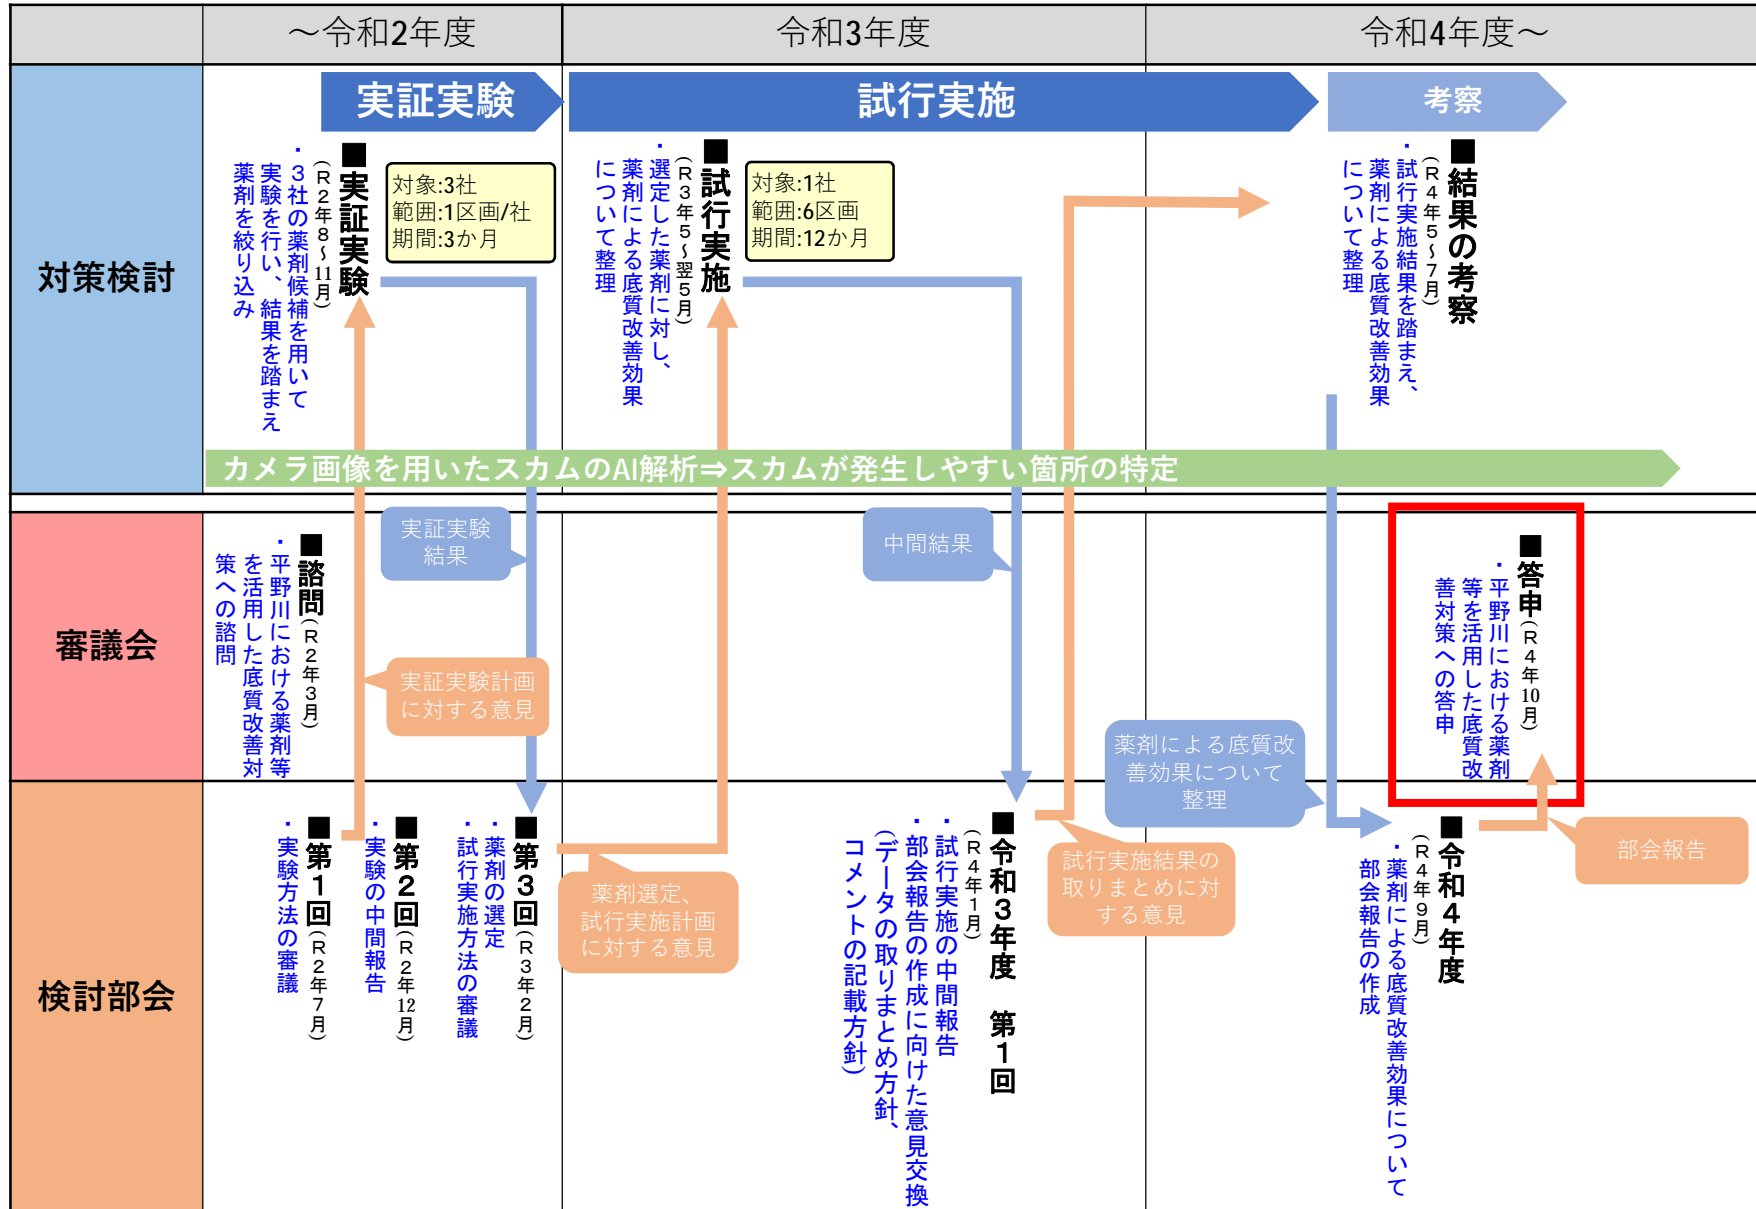 ～令和2年度
令和3年度
令和4年度～
対策検討
実証実験
試行実施
考察
■実証実験
(R2年8～11月)
・3社の薬剤候補を用いて
実験を行い、結果を踏まえ
薬剤を絞り込み
対象:3社
範囲:1区画/社
期間:3か月
■試行実施
(R3年5～翌5月)
・選定した薬剤に対し、
薬剤による底質改善効果
について整理
対象:1社
範囲:6区画
期間:12か月
■結果の考察
(R4年5～7月)
・試行実施結果を踏まえ、
薬剤による底質改善効果
について整理
カメラ画像を用いたスカムのAI解析⇒スカムが発生しやすい箇所の特定
審議会
■諮問(R2年3月)
・平野川における薬剤等
を活用した底質改善対
策への諮問
実証実験
結果
実証実験計画
に対する意見
中間結果
薬剤による底質改
善効果について
整理
■答申(R4年10月)
・平野川における薬剤
等を活用した底質改
善対策への答申
検討部会
■第1回(R2年7月)
・実験方法の審議
■第2回(R2年12月)
・実験の中間報告
■第3回(R3年2月)
・薬剤の選定
・試行実施方法の審議
薬剤選定、
試行実施計画
に対する意見
■令和3年度　第1回
(R4年1月)
・試行実施の中間報告
・部会報告の作成に向けた意見交換
(データの取りまとめ方針、
コメントの記載方針)
試行実施結果の
取りまとめに対
する意見
■令和4年度
(R4年9月)
・薬剤による底質改善効果について
部会報告の作成
部会報告